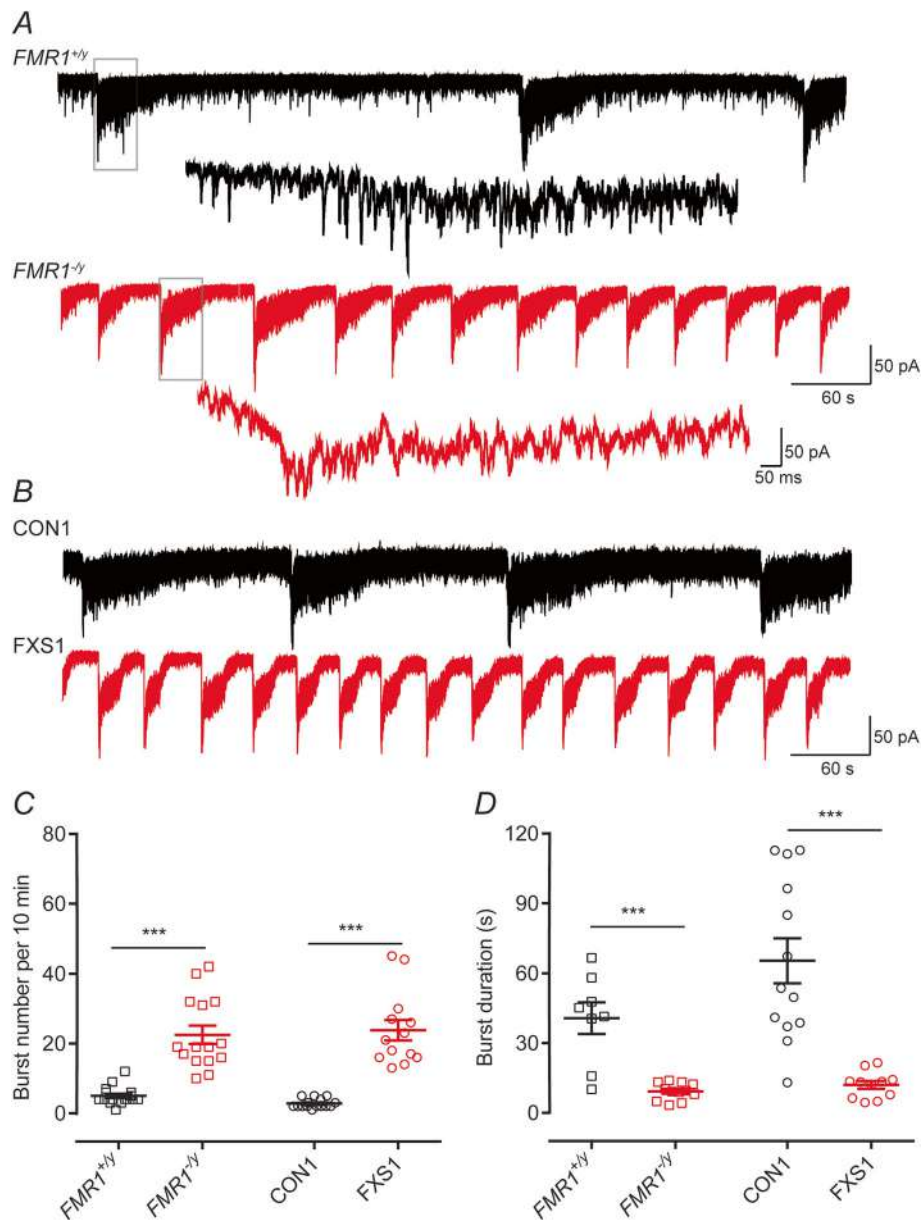 A
FMR1+/y
FMR1-/y
50 pA
60 s
50 pA
50 ms
B
CON1
FXS1
50 pA
60 s
C
D
Burst number per 10 min
80
60
40
20
0
***
***
FMR1+/y
FMR1-/y
CON1
FXS1
Burst duration (s)
120
90
60
30
0
***
***
FMR1+/y
FMR1-/y
CON1
FXS1